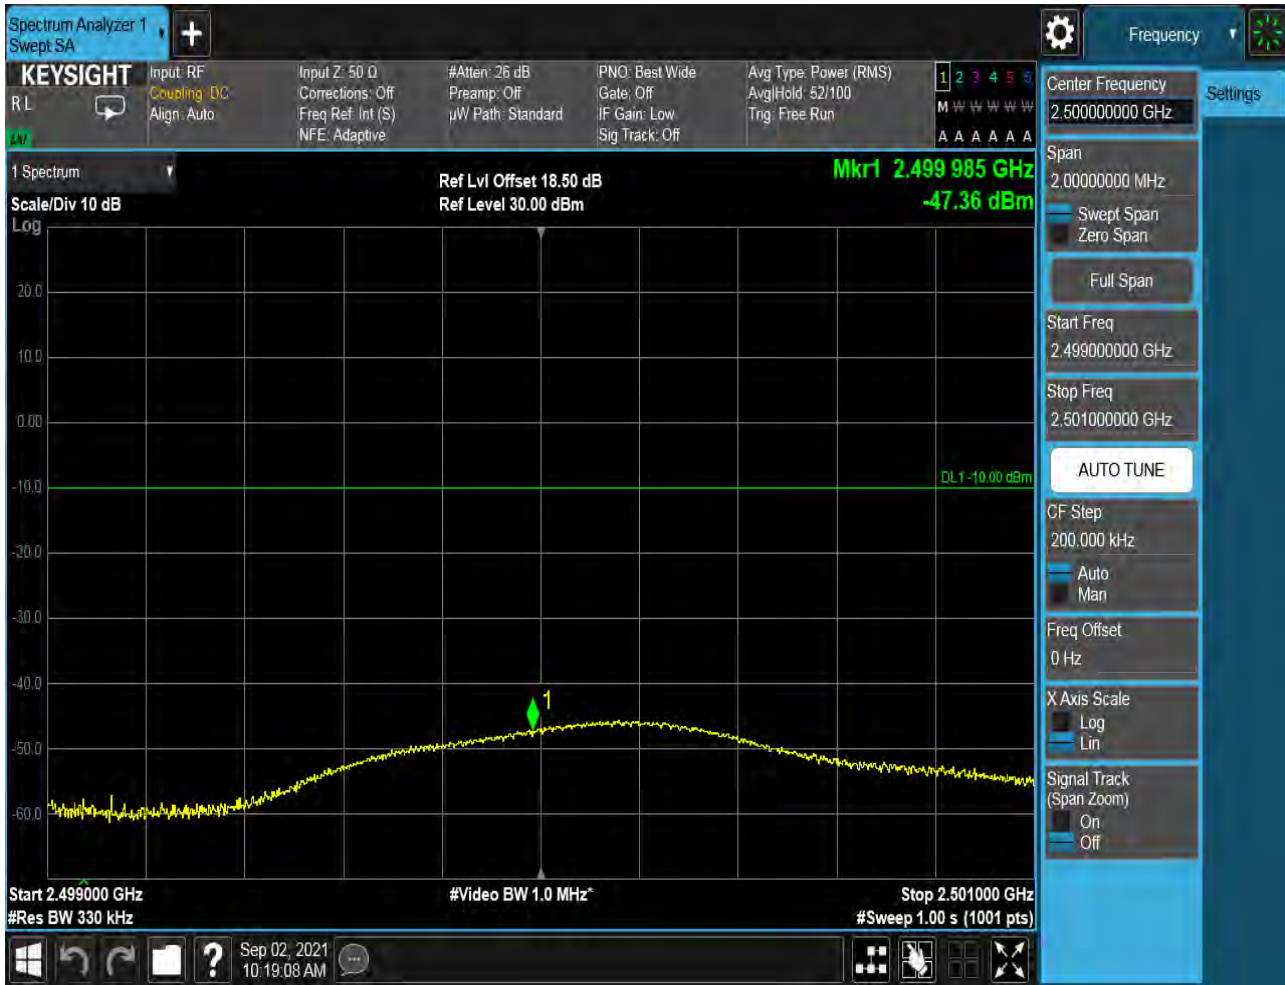 Spectrum Analyzer 1
Swept SA
Frequency
KEYSIGHT
RL
LXI
Input: RF
Coupling: DC
Align: Auto
Input Z: 50 Ω
Corrections: Off
Freq Ref: Int (S)
NFE: Adaptive
#Atten: 26 dB
Preamp: Off
µW Path: Standard
PNO: Best Wide
Gate: Off
IF Gain: Low
Sig Track: Off
Avg Type: Power (RMS)
Avg|Hold: 52/100
Trig: Free Run
1 2 3 4 5 6
M W W W W W
A A A A A A
1 Spectrum
Scale/Div 10 dB
Log
Ref Lvl Offset 18.50 dB
Ref Level 30.00 dBm
Mkr1 2.499 985 GHz
-47.36 dBm
20.0
10.0
0.00
-10.0
-20.0
-30.0
-40.0
-50.0
-60.0
DL1 -10.00 dBm
1
Start 2.499000 GHz
#Res BW 330 kHz
#Video BW 1.0 MHz*
Stop 2.501000 GHz
#Sweep 1.00 s (1001 pts)
Sep 02, 2021
10:19:08 AM
Center Frequency
2.500000000 GHz
Settings
Span
2.00000000 MHz
Swept Span
Zero Span
Full Span
Start Freq
2.499000000 GHz
Stop Freq
2.501000000 GHz
AUTO TUNE
CF Step
200.000 kHz
Auto
Man
Freq Offset
0 Hz
X Axis Scale
Log
Lin
Signal Track
(Span Zoom)
On
Off